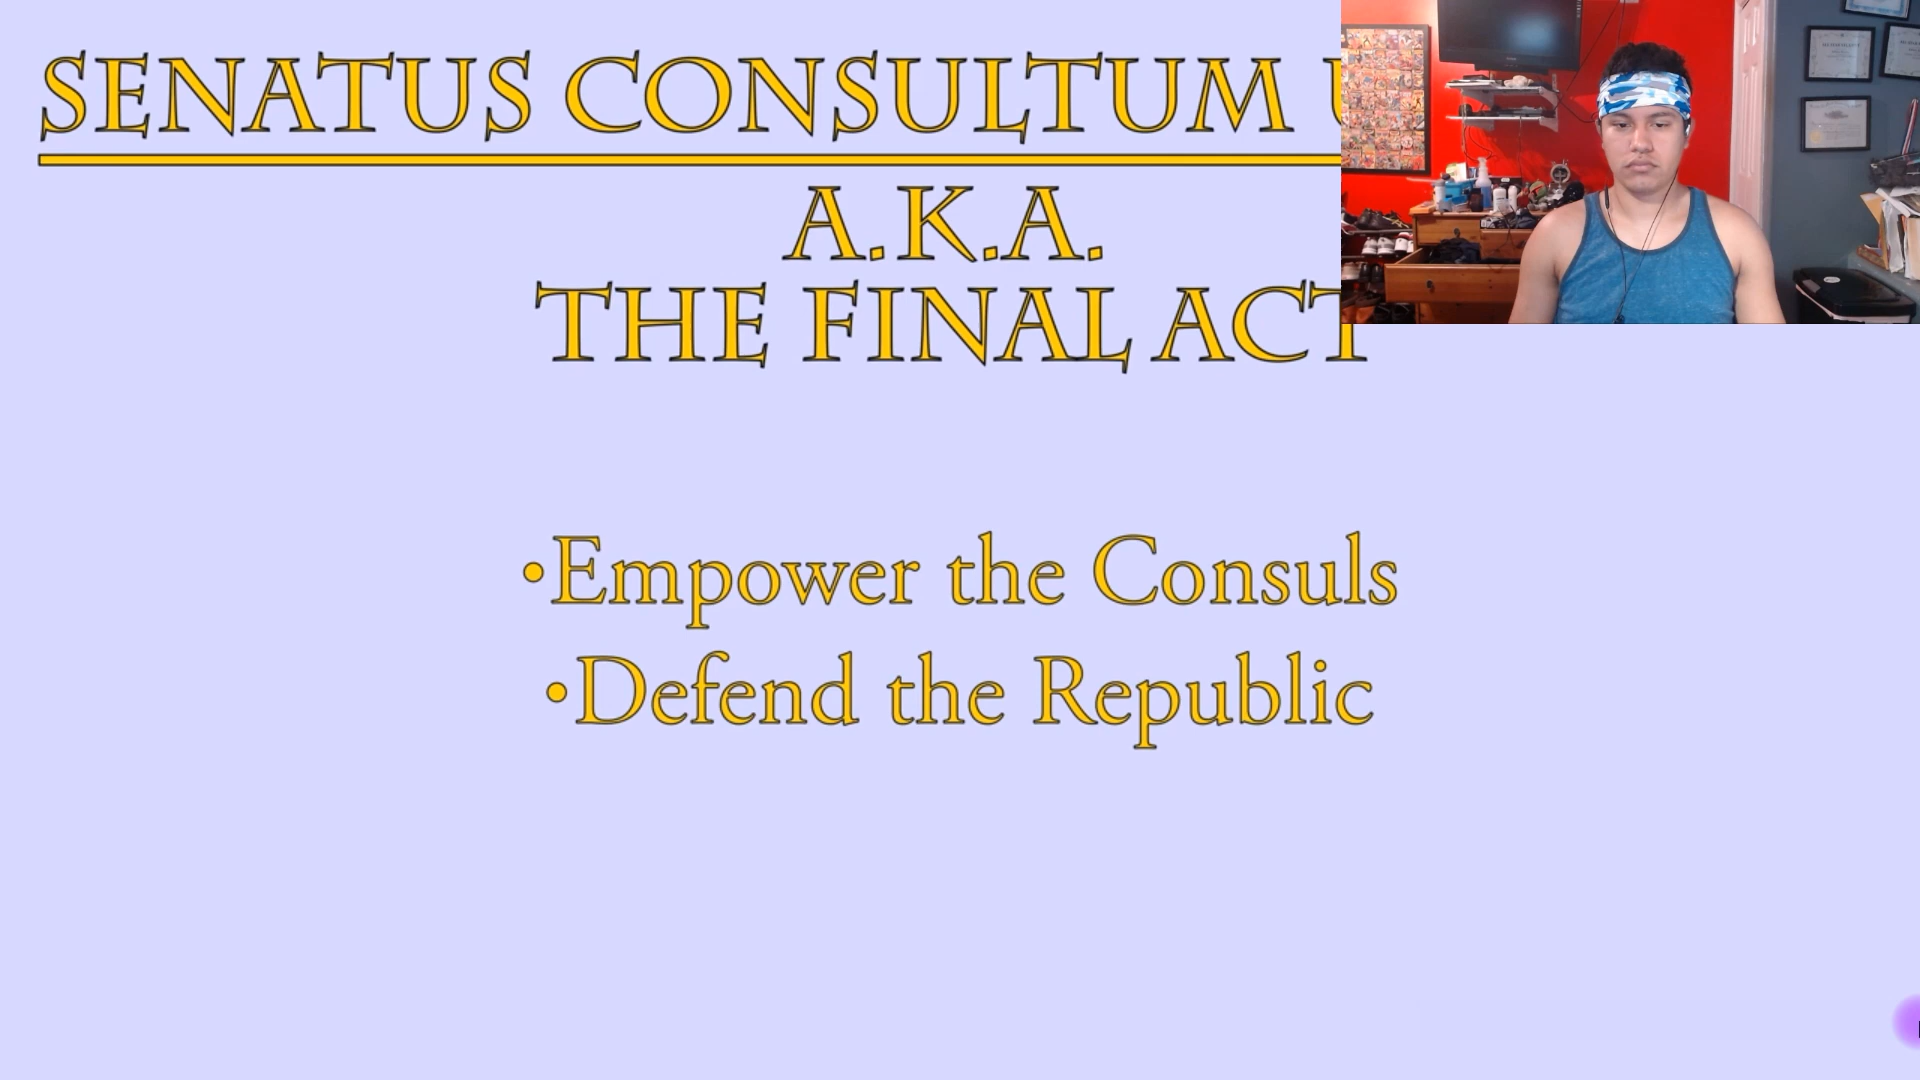 SENATUS CONSULTUM
A.K.A.
THE FINAL ACT
•Empower the Consuls
•Defend the Republic